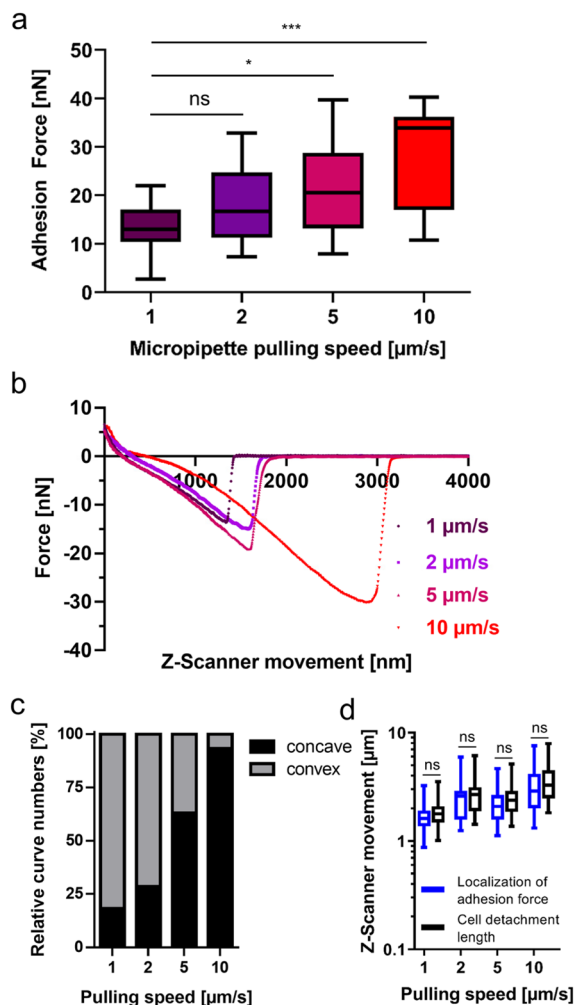 a
***
*
ns
50
40
30
20
10
0
Adhesion Force [nN]
1 2 5 10
Micropipette pulling speed [µm/s]
b
10
0
-10
-20
-30
-40
Force [nN]
1000 2000 3000 4000
1 µm/s
2 µm/s
5 µm/s
10 µm/s
Z-Scanner movement [nm]
c
100
75
50
25
0
Relative curve numbers [%]
concave
convex
1 2 5 10
Pulling speed [µm/s]
d
ns ns ns ns
10
1
0.1
Z-Scanner movement [µm]
Localization of
adhesion force
Cell detachment
length
1 2 5 10
Pulling speed [µm/s]